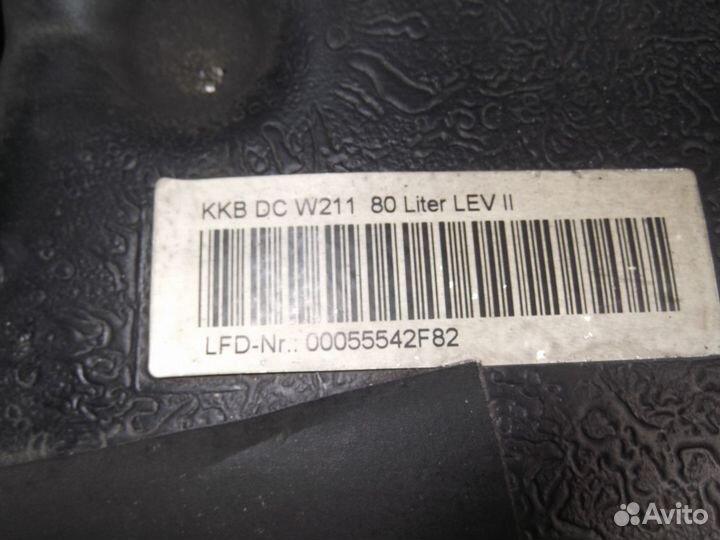 KKB DC W211 80 Liter LEV II
LFD-Nr.: 00055542F82
Avito